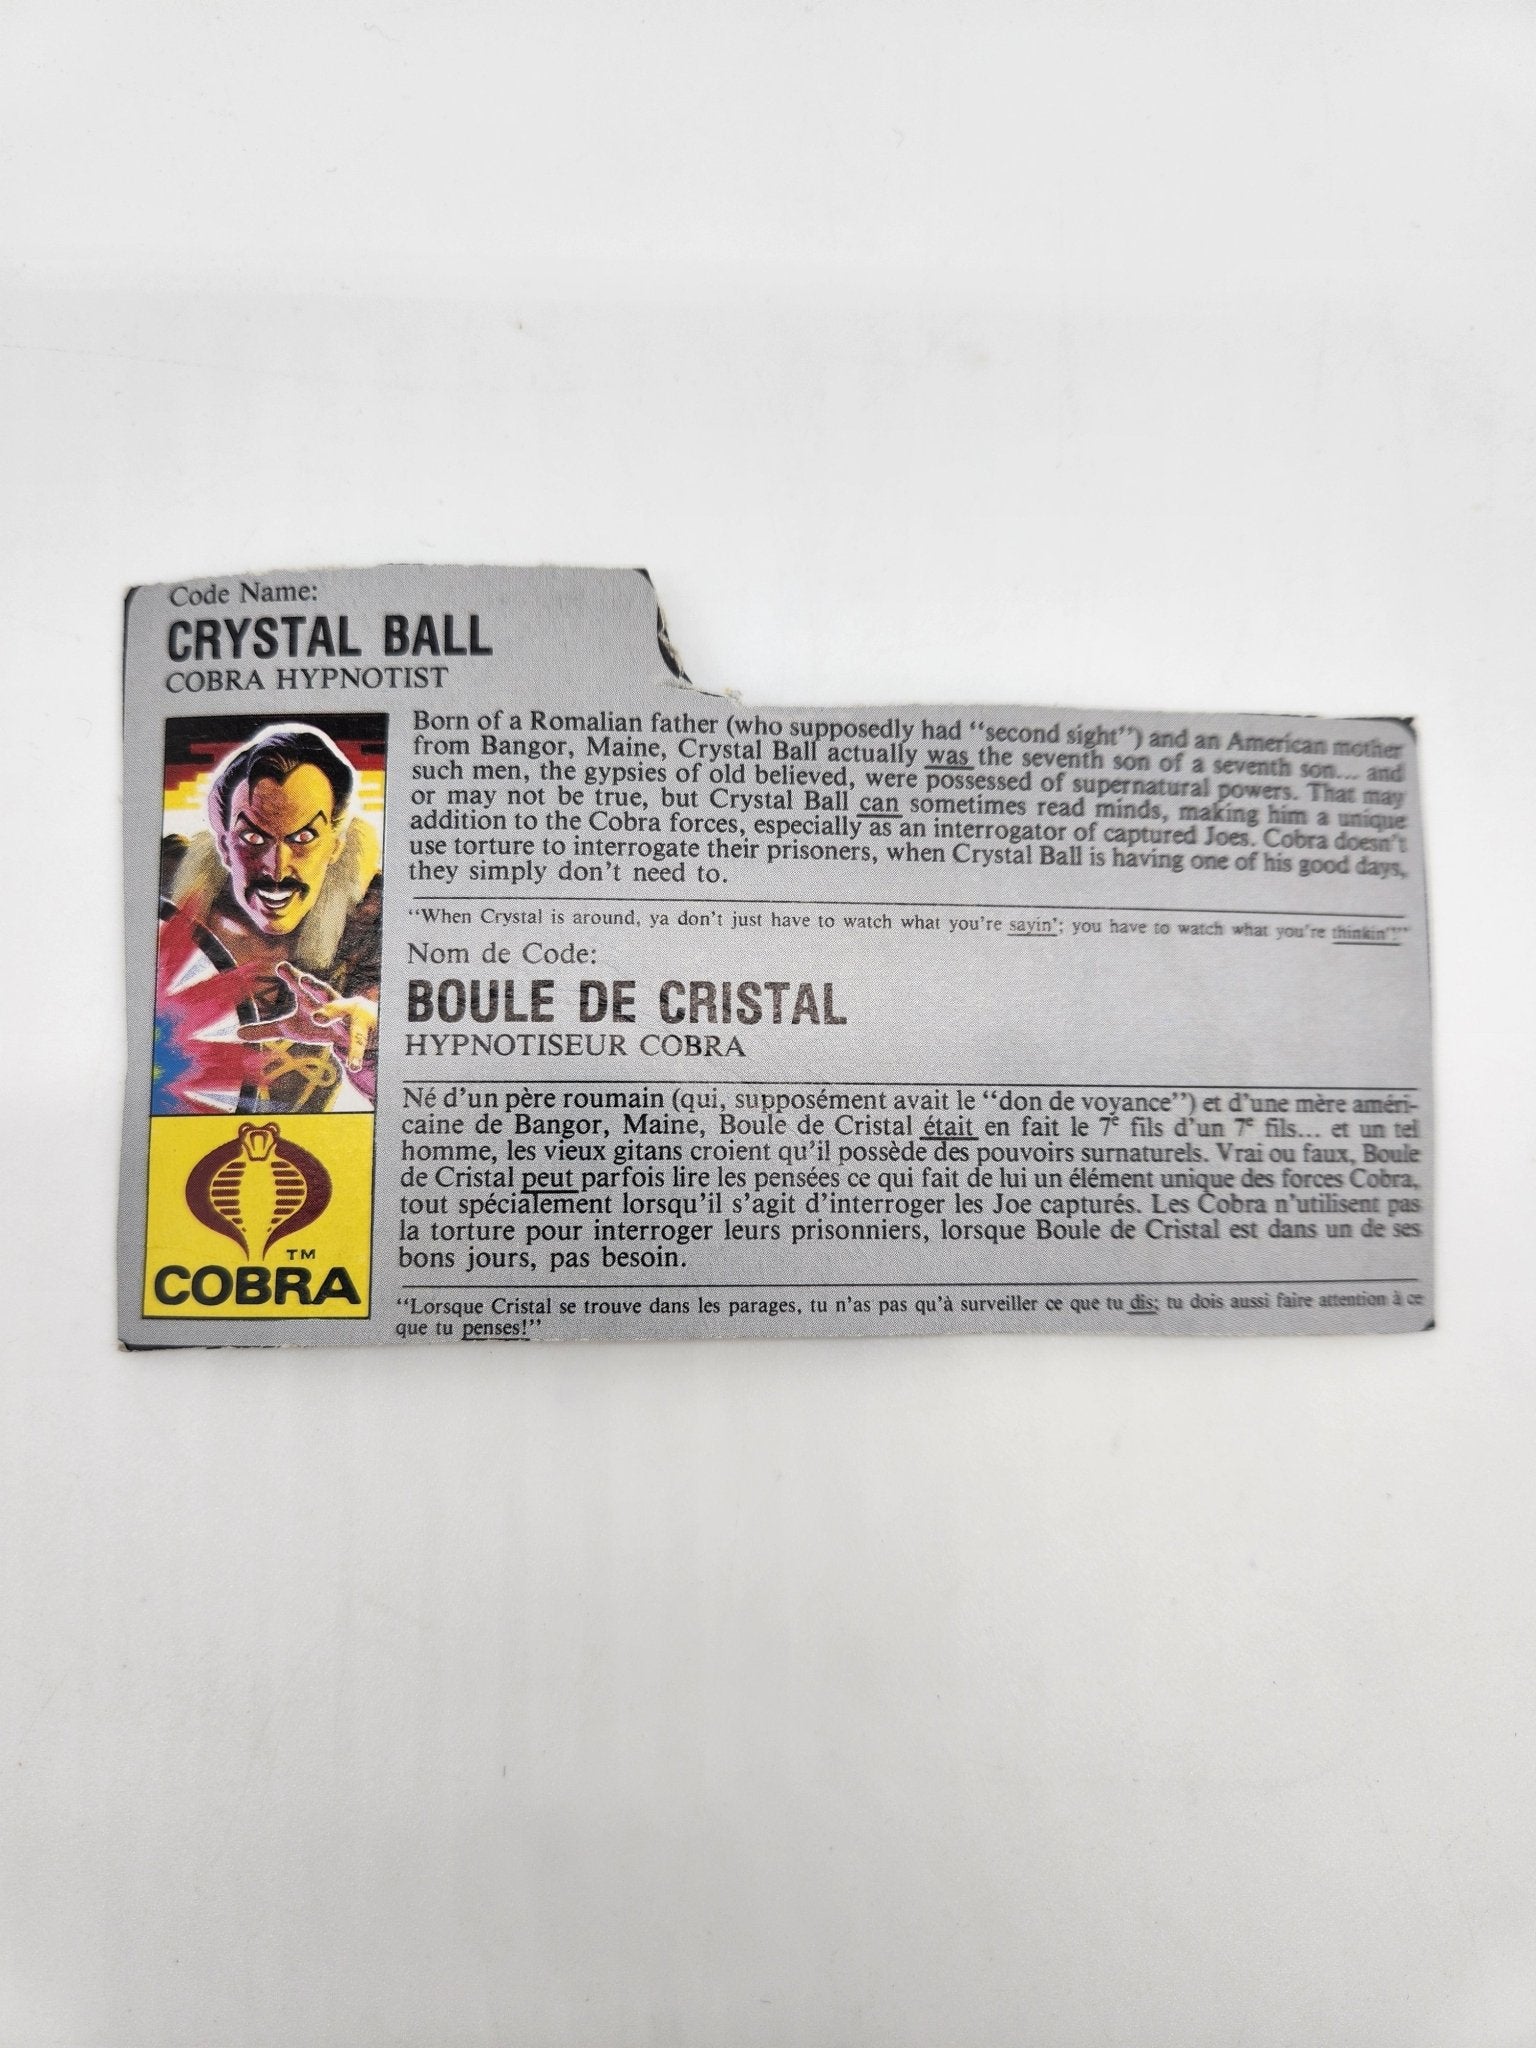 Code Name:
CRYSTAL BALL
COBRA HYPNOTIST
Born of a Romalian father (who supposedly had "second sight") and an American mother
from Bangor, Maine, Crystal Ball actually was the seventh son of a seventh son... and
such men, the gypsies of old believed, were possessed of supernatural powers. That may
or may not be true, but Crystal Ball can sometimes read minds, making him a unique
addition to the Cobra forces, especially as an interrogator of captured Joes. Cobra doesn't
use torture to interrogate their prisoners, when Crystal Ball is having one of his good days,
they simply don't need to.
"When Crystal is around, ya don't just have to watch what you're sayin'; you have to watch what you're thinkin'!"
Nom de Code:
BOULE DE CRISTAL
HYPNOTISEUR COBRA
Né d'un père roumain (qui, supposément avait le "don de voyance") et d'une mère améri-
caine de Bangor, Maine, Boule de Cristal était en fait le 7e fils d'un 7e fils... et un tel
homme, les vieux gitans croient qu'il possède des pouvoirs surnaturels. Vrai ou faux, Boule
de Cristal peut parfois lire les pensées ce qui fait de lui un élément unique des forces Cobra,
tout spécialement lorsqu'il s'agit d'interroger les Joe capturés. Les Cobra n'utilisent pas
la torture pour interroger leurs prisonniers, lorsque Boule de Cristal est dans un de ses
bons jours, pas besoin.
"Lorsque Cristal se trouve dans les parages, tu n'as pas qu'à surveiller ce que tu dis; tu dois aussi faire attention à ce
que tu penses!"
TM
COBRA